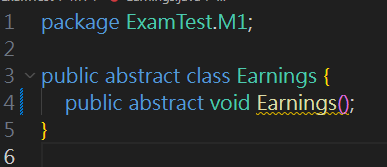 1 package ExamTest.M1;
2
3 public abstract class Earnings {
4 public abstract void Earnings();
5 }
6